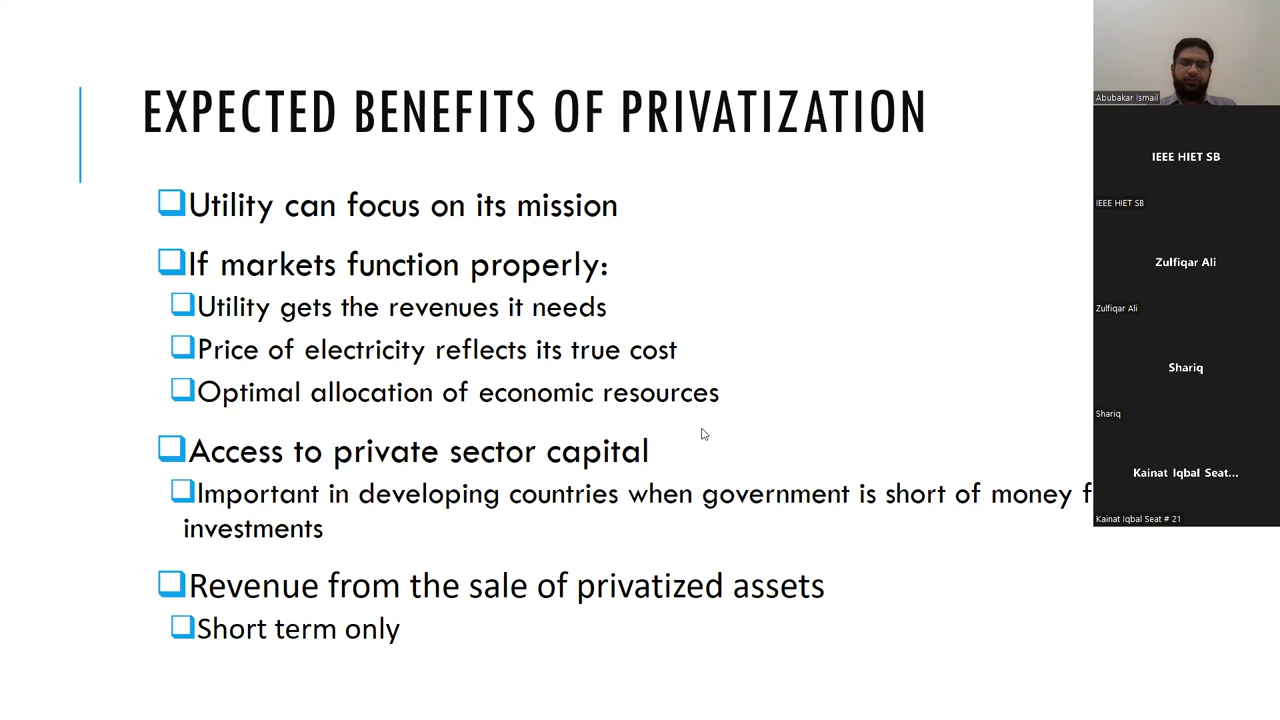 EXPECTED BENEFITS OF PRIVATIZATION
Utility can focus on its mission
If markets function properly:
Utility gets the revenues it needs
Price of electricity reflects its true cost
Optimal allocation of economic resources
Access to private sector capital
Important in developing countries when government is short of money
investments
Revenue from the sale of privatized assets
Short term only
Abubakar Ismail
IEEE HIET SB
IEEE HIET SB
Zulfiqar Ali
Zulfiqar Ali
Shariq
Shariq
Kainat Iqbal Seat...
Kainat Iqbal Seat # 21